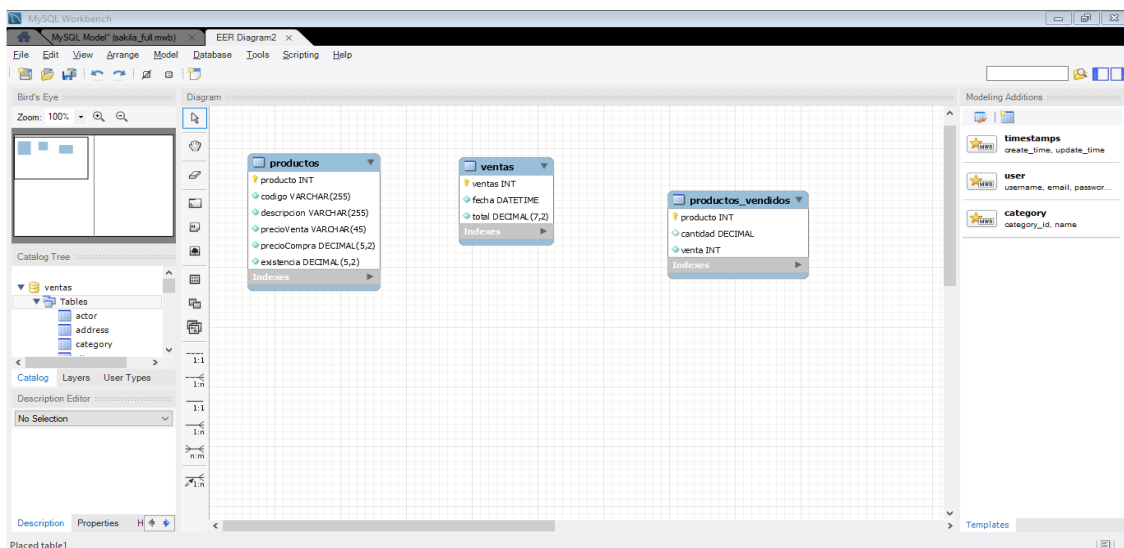 MySQL Workbench
MySQL Model* (sakila_full.mwb) ×
EER Diagram2 ×
File Edit View Arrange Model Database Tools Scripting Help
Bird's Eye
Zoom: 100%
Diagram
Modeling Additions
productos
producto INT
codigo VARCHAR(255)
descripcion VARCHAR(255)
precioVenta VARCHAR(45)
precioCompra DECIMAL(5,2)
existencia DECIMAL(5,2)
Indexes
ventas
ventas INT
fecha DATETIME
total DECIMAL(7,2)
Indexes
productos_vendidos
producto INT
cantidad DECIMAL
venta INT
Indexes
timestamps
create_time, update_time
user
username, email, passwor...
category
category_id, name
Catalog Tree
ventas
Tables
actor
address
category
Catalog Layers User Types
Description Editor
No Selection
1:1
1:n
1:1
1:n
n:m
1:n
Description Properties H
Templates
Placed table1